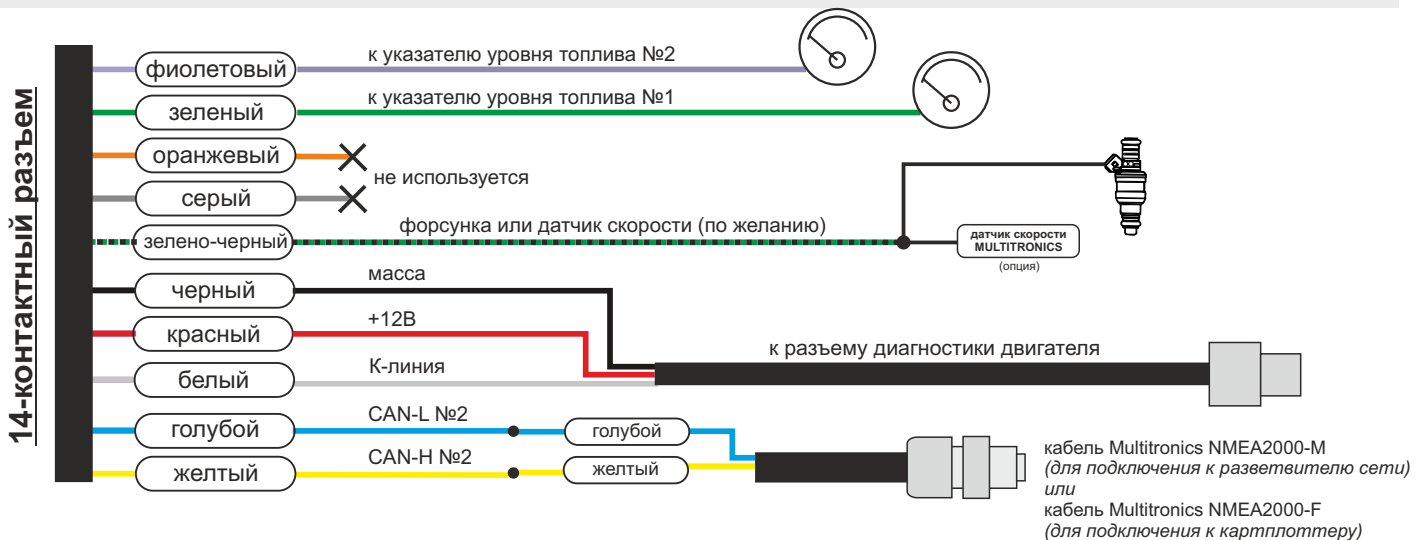 14-контактный разъем
фиолетовый
к указателю уровня топлива №2
зеленый
к указателю уровня топлива №1
оранжевый
не используется
серый
зелено-черный
форсунка или датчик скорости (по желанию)
датчик скорости
MULTITRONICS
(опция)
черный
масса
красный
+12В
к разъему диагностики двигателя
белый
К-линия
голубой
CAN-L №2
голубой
желтый
CAN-H №2
желтый
кабель Multitronics NMEA2000-M
(для подключения к разветвителю сети)
или
кабель Multitronics NMEA2000-F
(для подключения к картплоттеру)